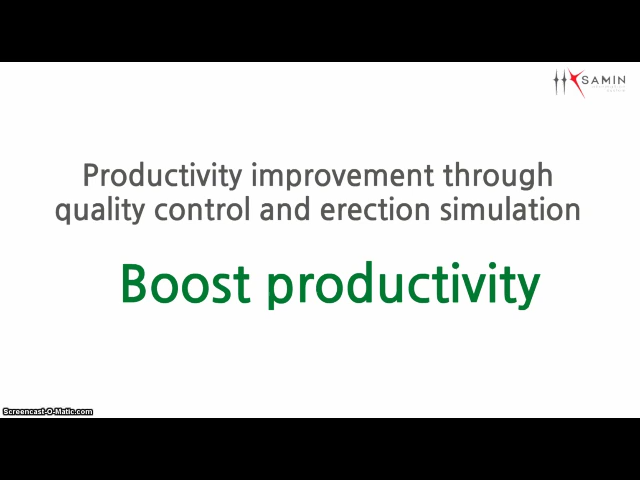 SAMIN
Productivity improvement through
quality control and erection simulation
Boost productivity
Screencast-O-Matic.com